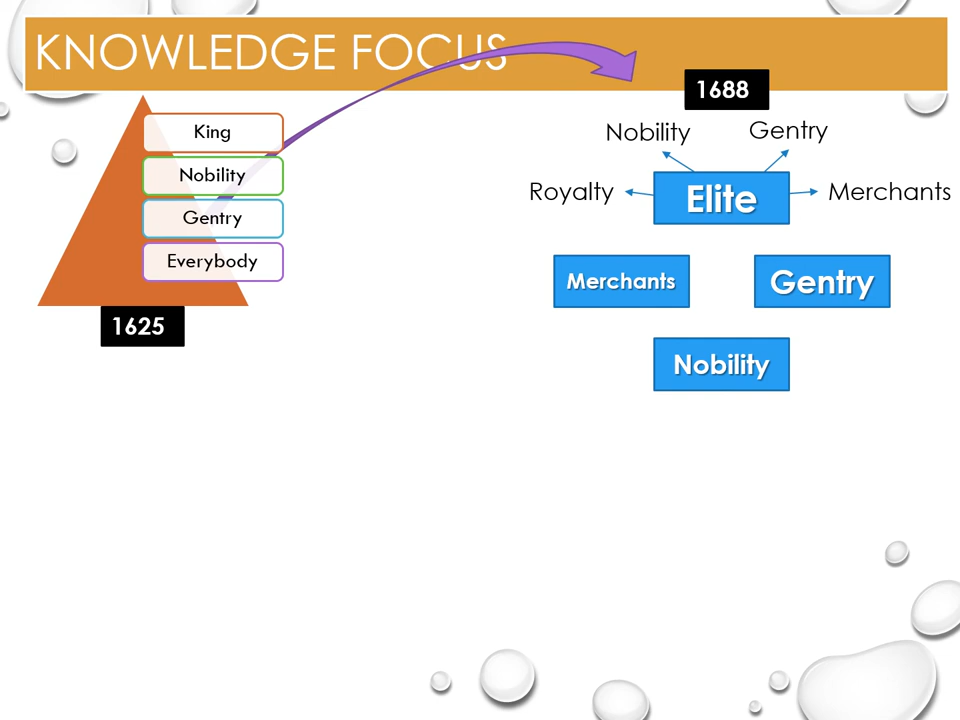 KNOWLEDGE FOCUS
King
Nobility
Gentry
Everybody
1625
1688
Nobility
Gentry
Royalty
Elite
Merchants
Merchants
Gentry
Nobility